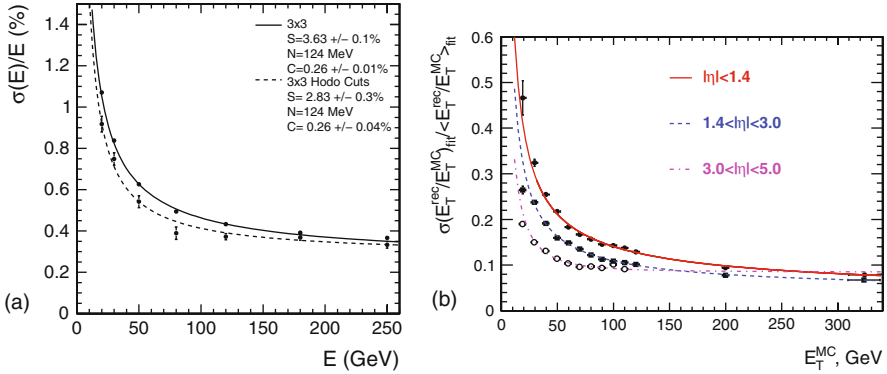 σ(E)/E (%)
1.4
1.2
1
0.8
0.6
0.4
0.2
0
0
50
100
150
200
250
E (GeV)
3x3
S=3.63 +/- 0.1%
N=124 MeV
C=0.26 +/- 0.01%
3x3 Hodo Cuts
S= 2.83 +/- 0.3%
N=124 MeV
C= 0.26 +/- 0.04%
(a)
σ(E_T^rec/E_T^MC)_fit/<E_T^rec/E_T^MC>_fit
0.6
0.5
0.4
0.3
0.2
0.1
0
0
50
100
150
200
250
300
E_T^MC, GeV
|η|<1.4
1.4<|η|<3.0
3.0<|η|<5.0
(b)